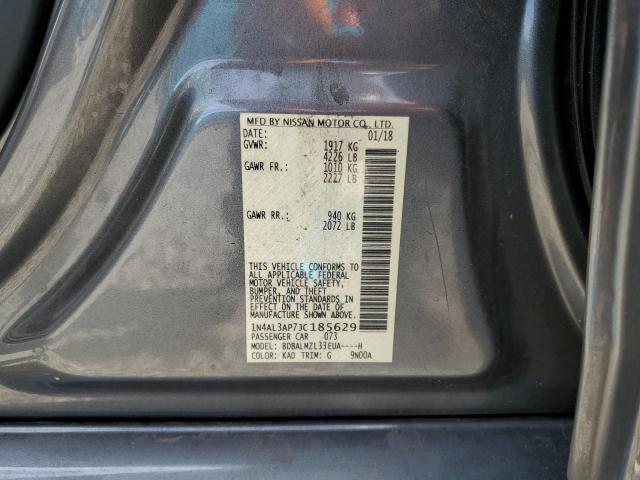 MFD BY NISSAN MOTOR CO., LTD.
DATE: 01/18
GVWR: 1917 KG
4226 LB
GAWR FR.: 1010 KG
2227 LB
GAWR RR.: 940 KG
2072 LB
THIS VEHICLE CONFORMS TO
ALL APPLICABLE FEDERAL
MOTOR VEHICLE SAFETY,
BUMPER, AND THEFT
PREVENTION STANDARDS IN
EFFECT ON THE DATE OF
MANUFACTURE SHOWN ABOVE.
1N4AL3AP7JC185629
PASSENGER CAR 073
MODEL: BDBALMZL33EUA----H
COLOR: KAD TRIM: G 9N00A